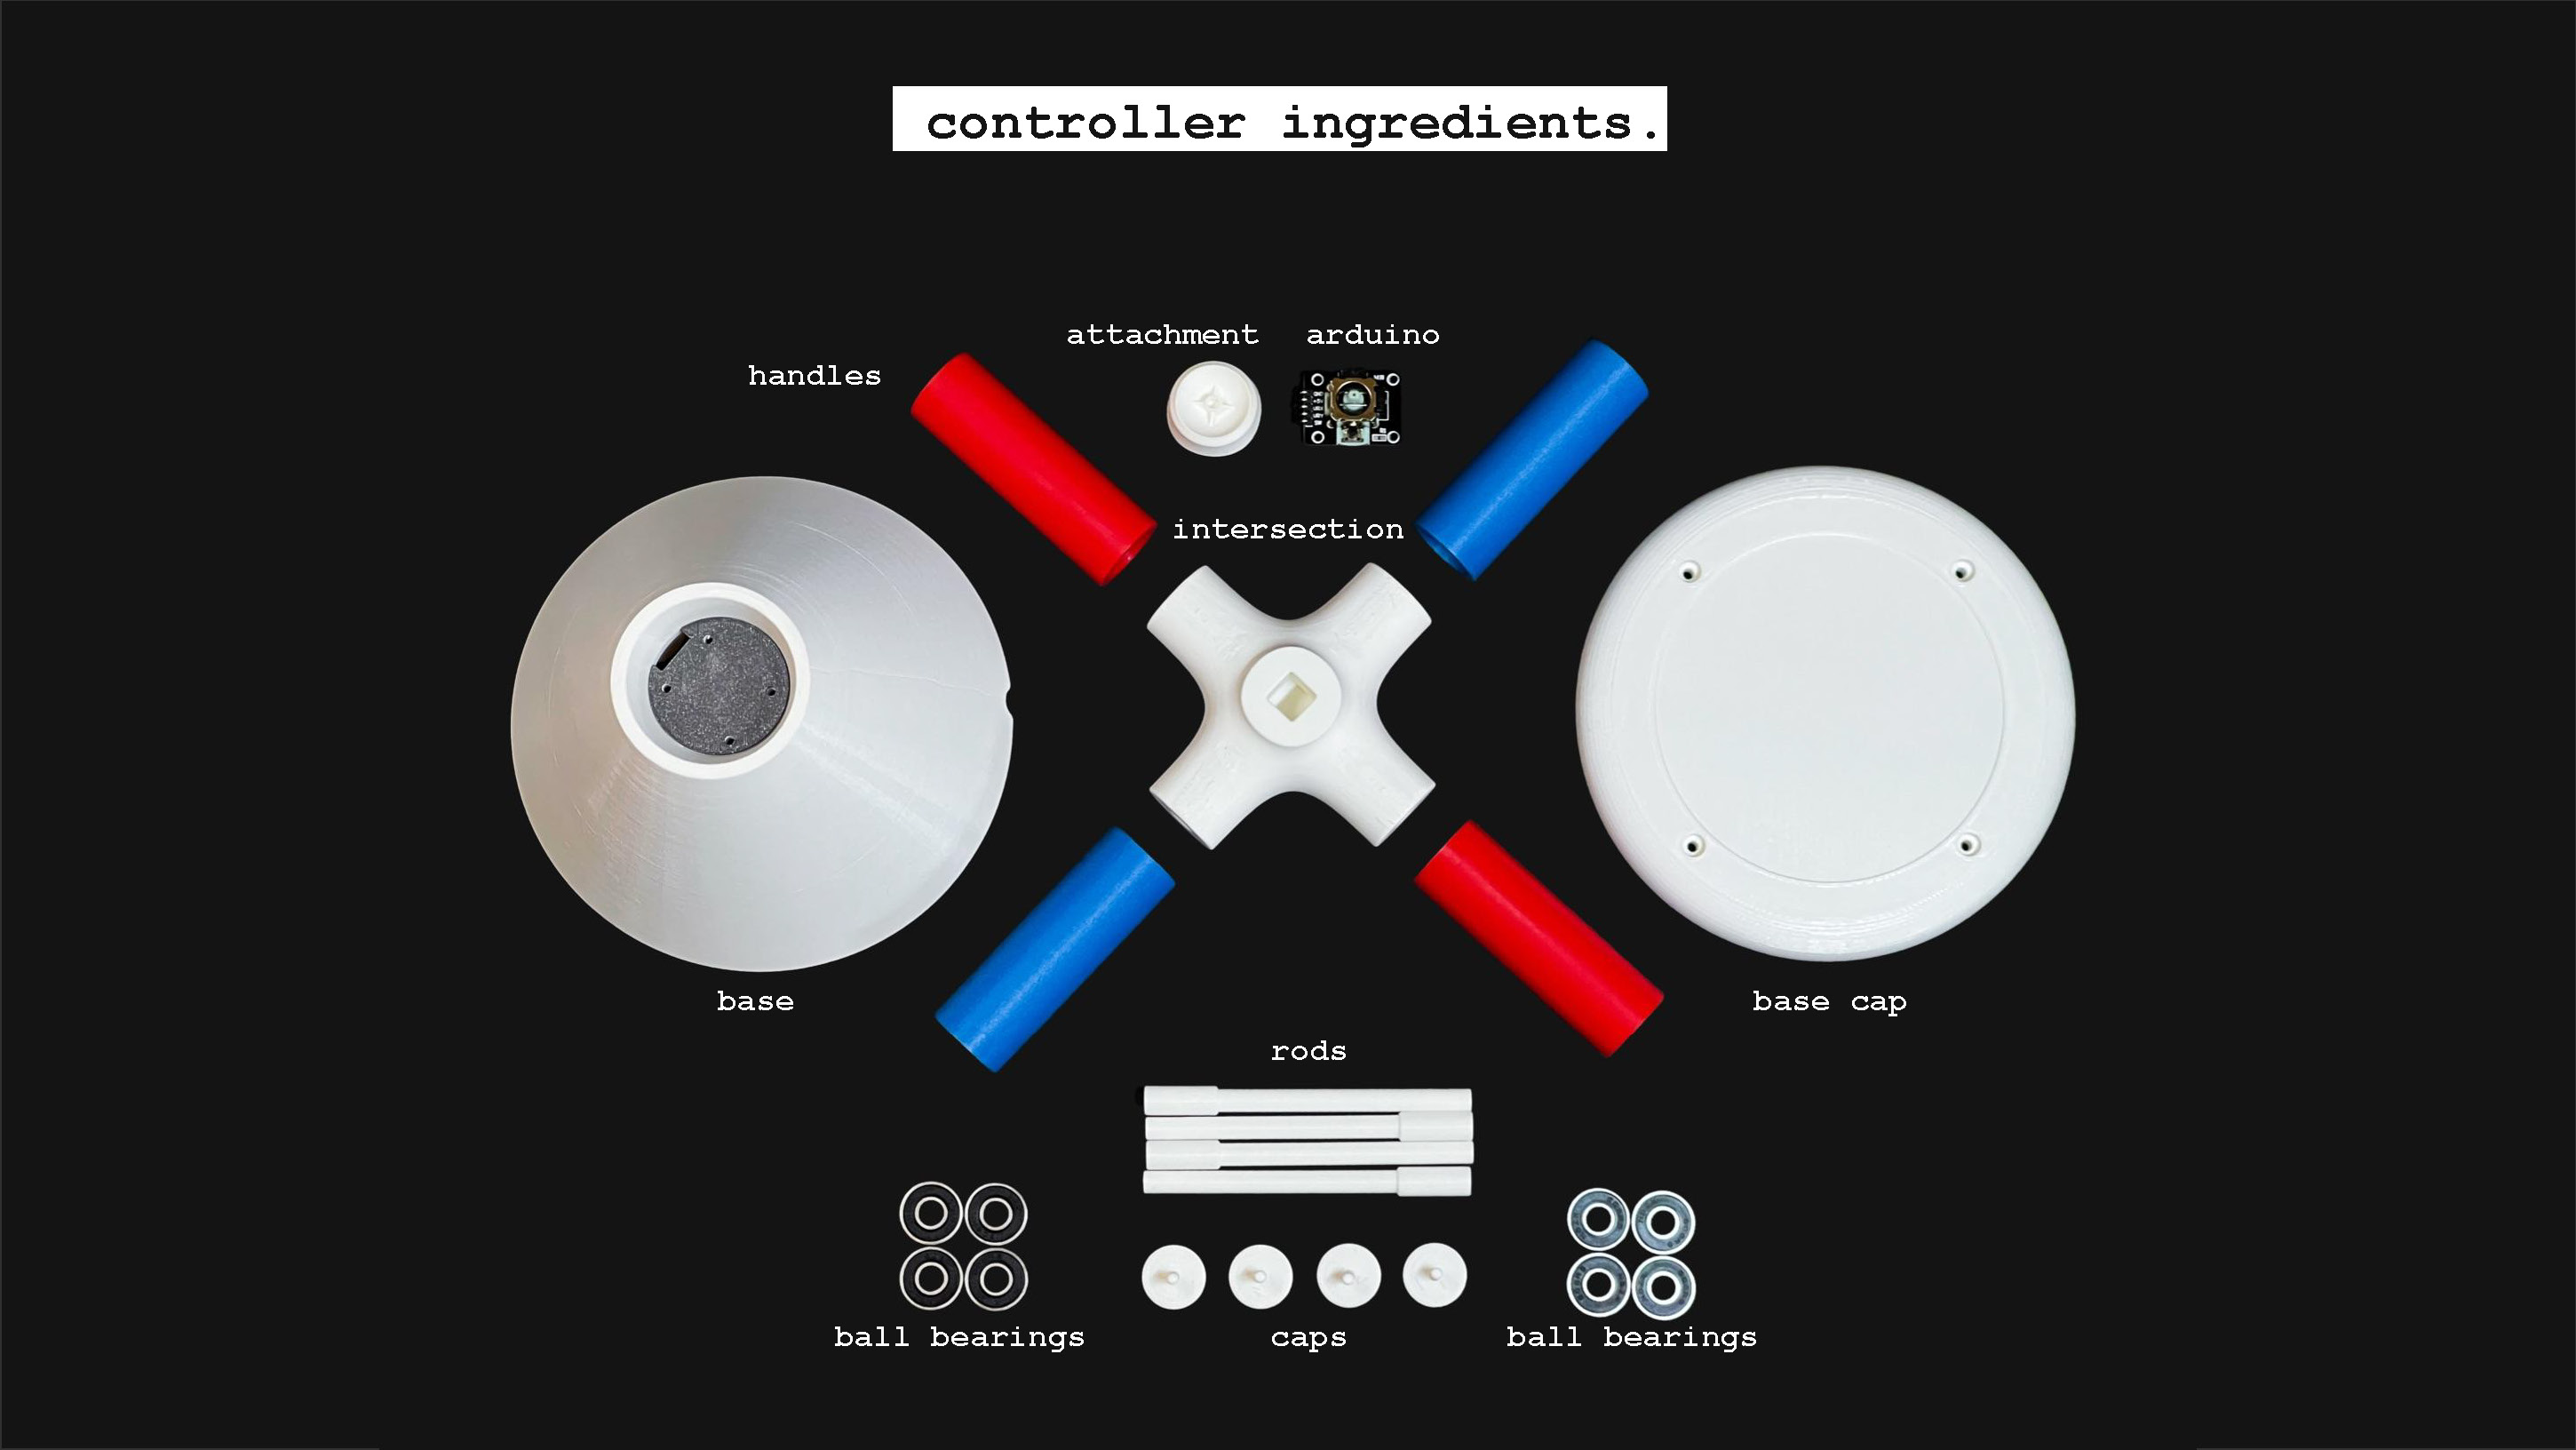 controller ingredients.
attachment
arduino
handles
intersection
base
base cap
rods
ball bearings
caps
ball bearings